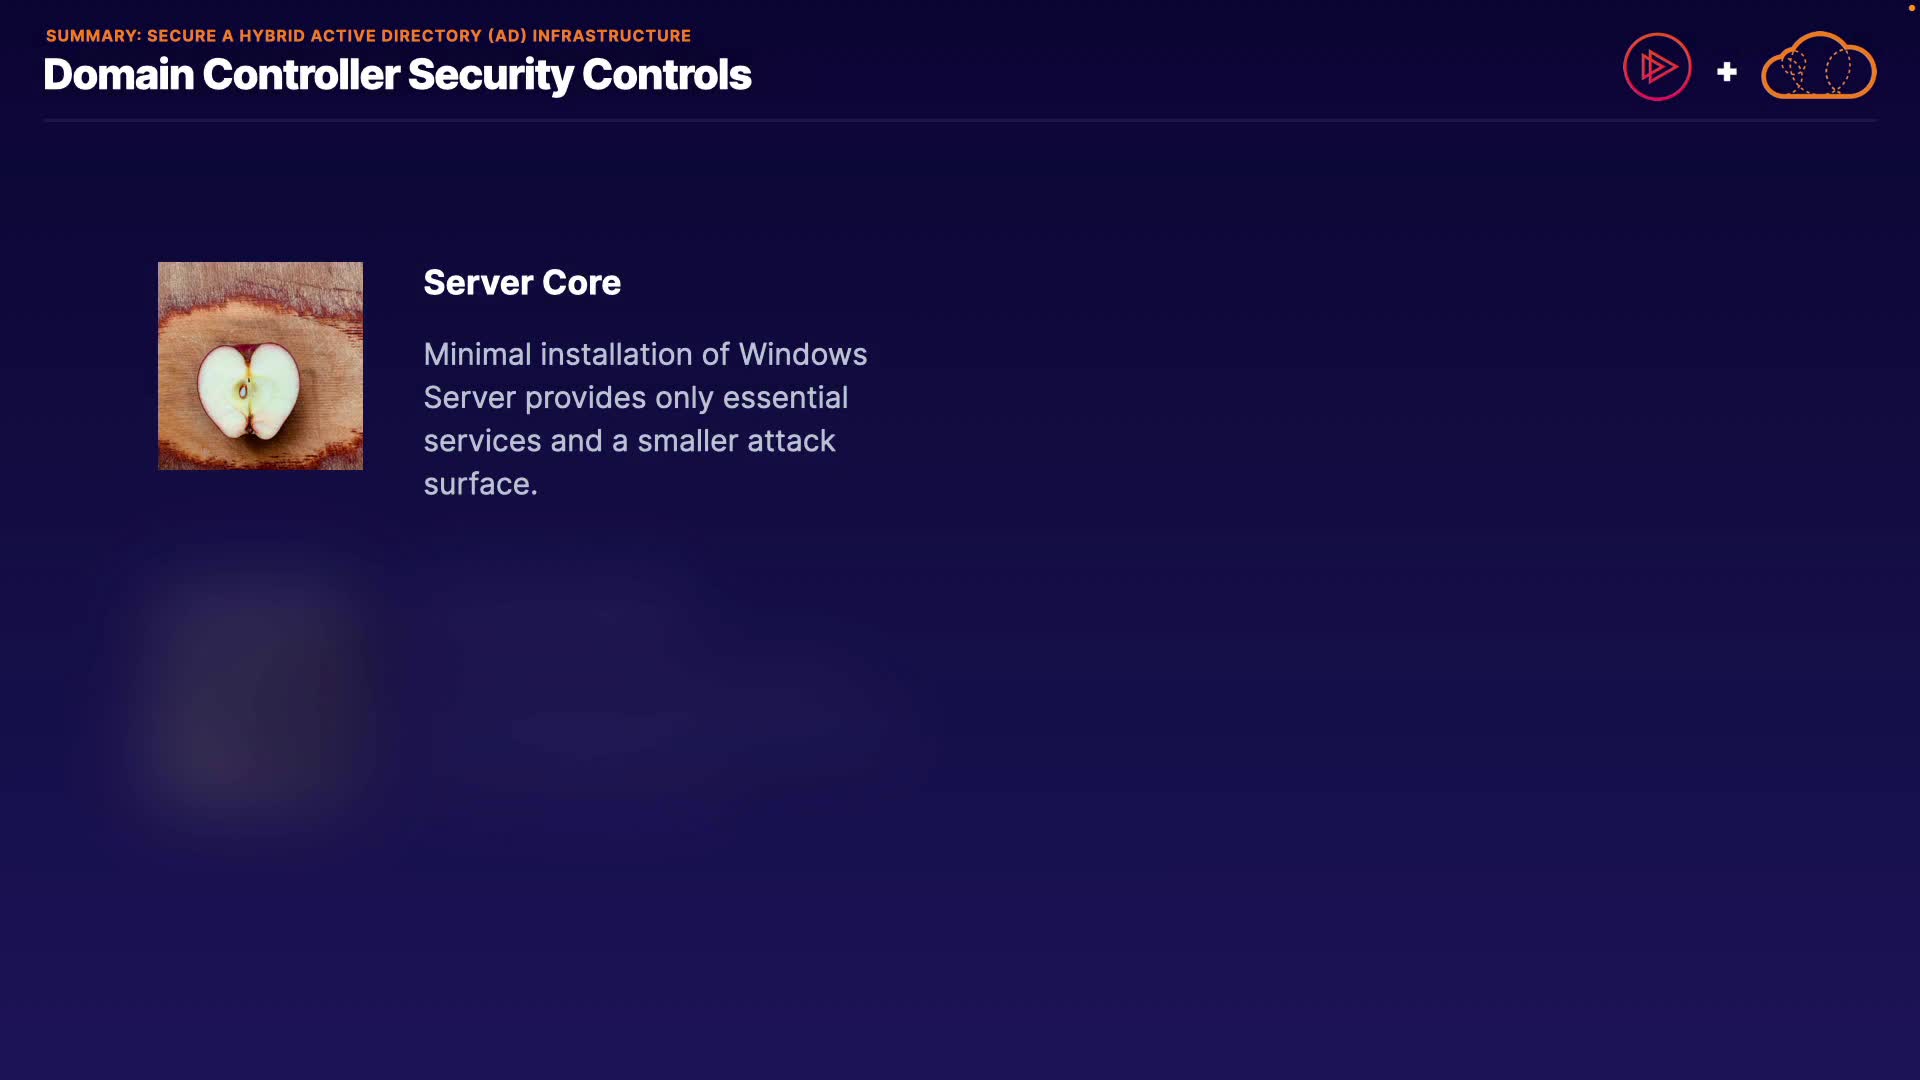 SUMMARY: SECURE A HYBRID ACTIVE DIRECTORY (AD) INFRASTRUCTURE
Domain Controller Security Controls
+
Server Core
Minimal installation of Windows
Server provides only essential
services and a smaller attack
surface.